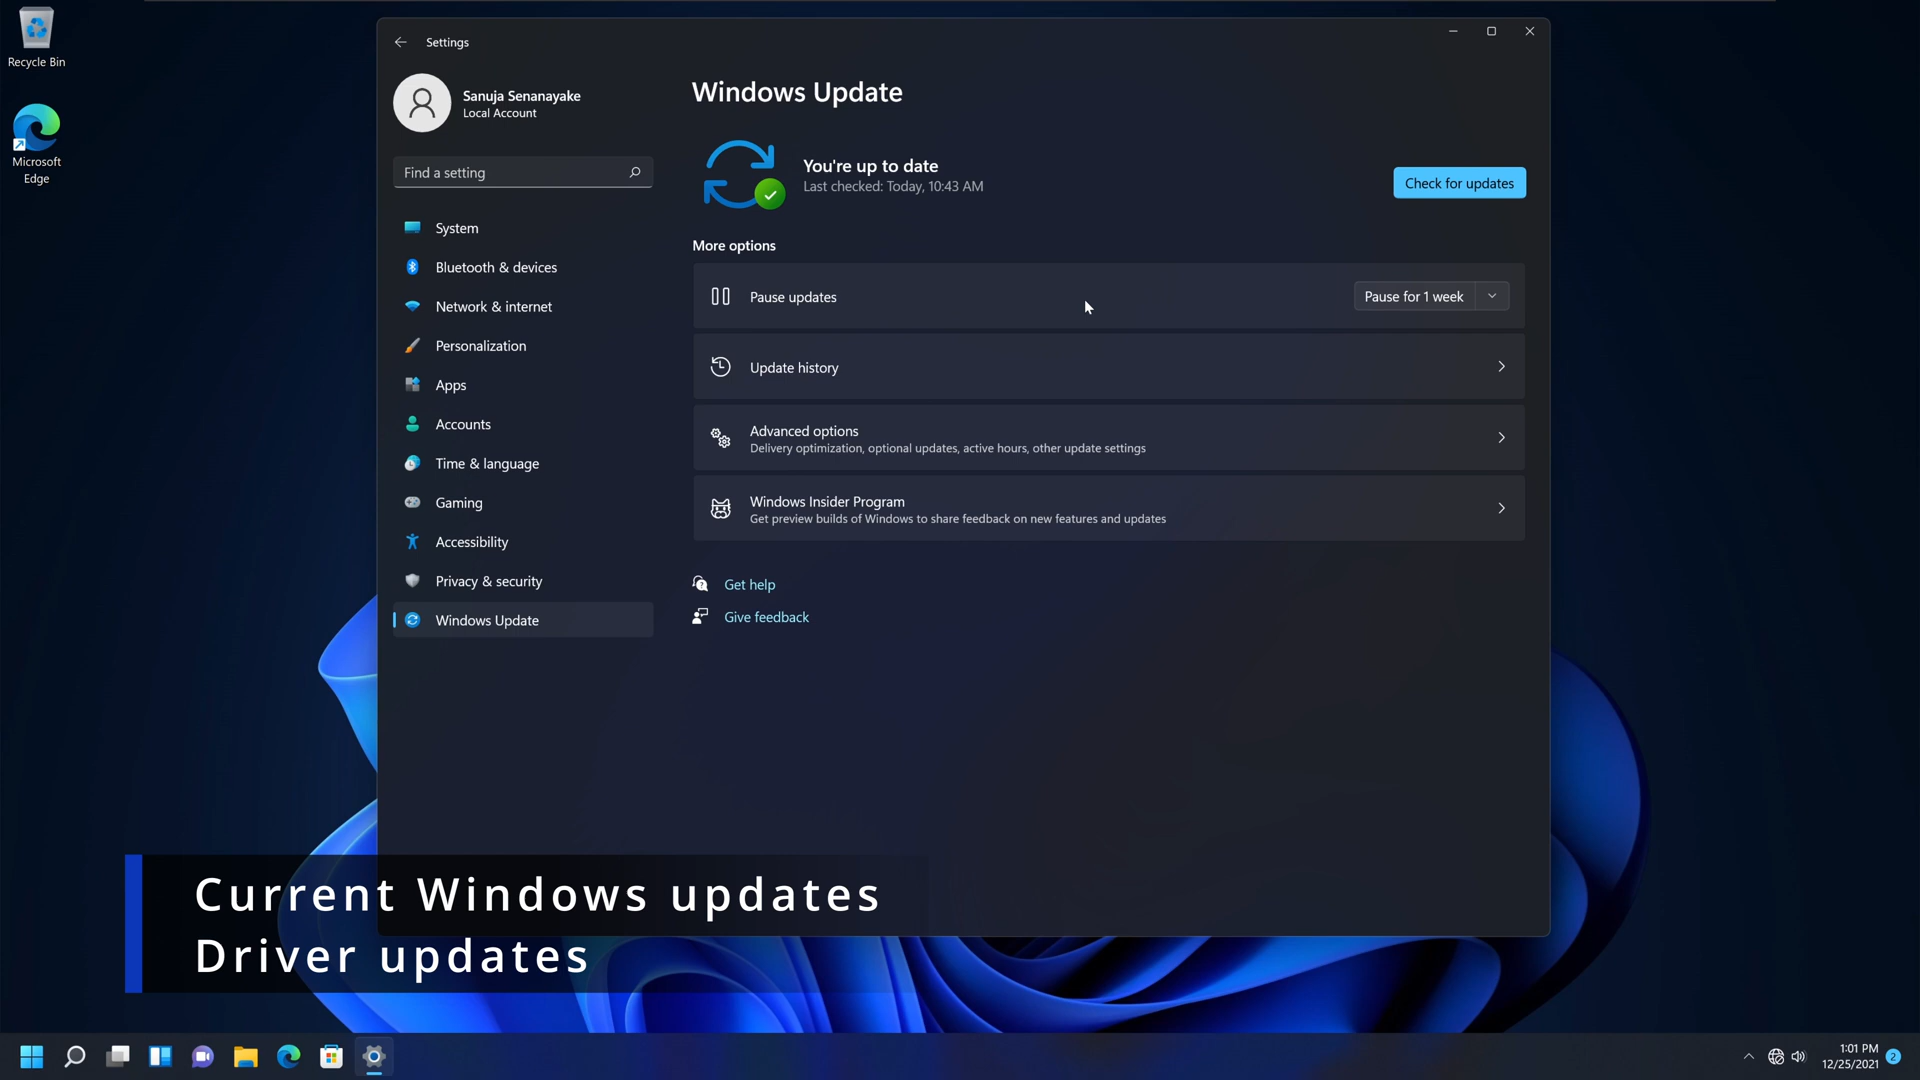 Recycle Bin
Microsoft
Edge
Settings
Sanuja Senanayake
Local Account
Find a setting
System
Bluetooth & devices
Network & internet
Personalization
Apps
Accounts
Time & language
Gaming
Accessibility
Privacy & security
Windows Update
Windows Update
You're up to date
Last checked: Today, 10:43 AM
Check for updates
More options
Pause updates
Pause for 1 week
Update history
Advanced options
Delivery optimization, optional updates, active hours, other update settings
Windows Insider Program
Get preview builds of Windows to share feedback on new features and updates
Get help
Give feedback
Current Windows updates
Driver updates
1:01 PM
12/25/2021
2